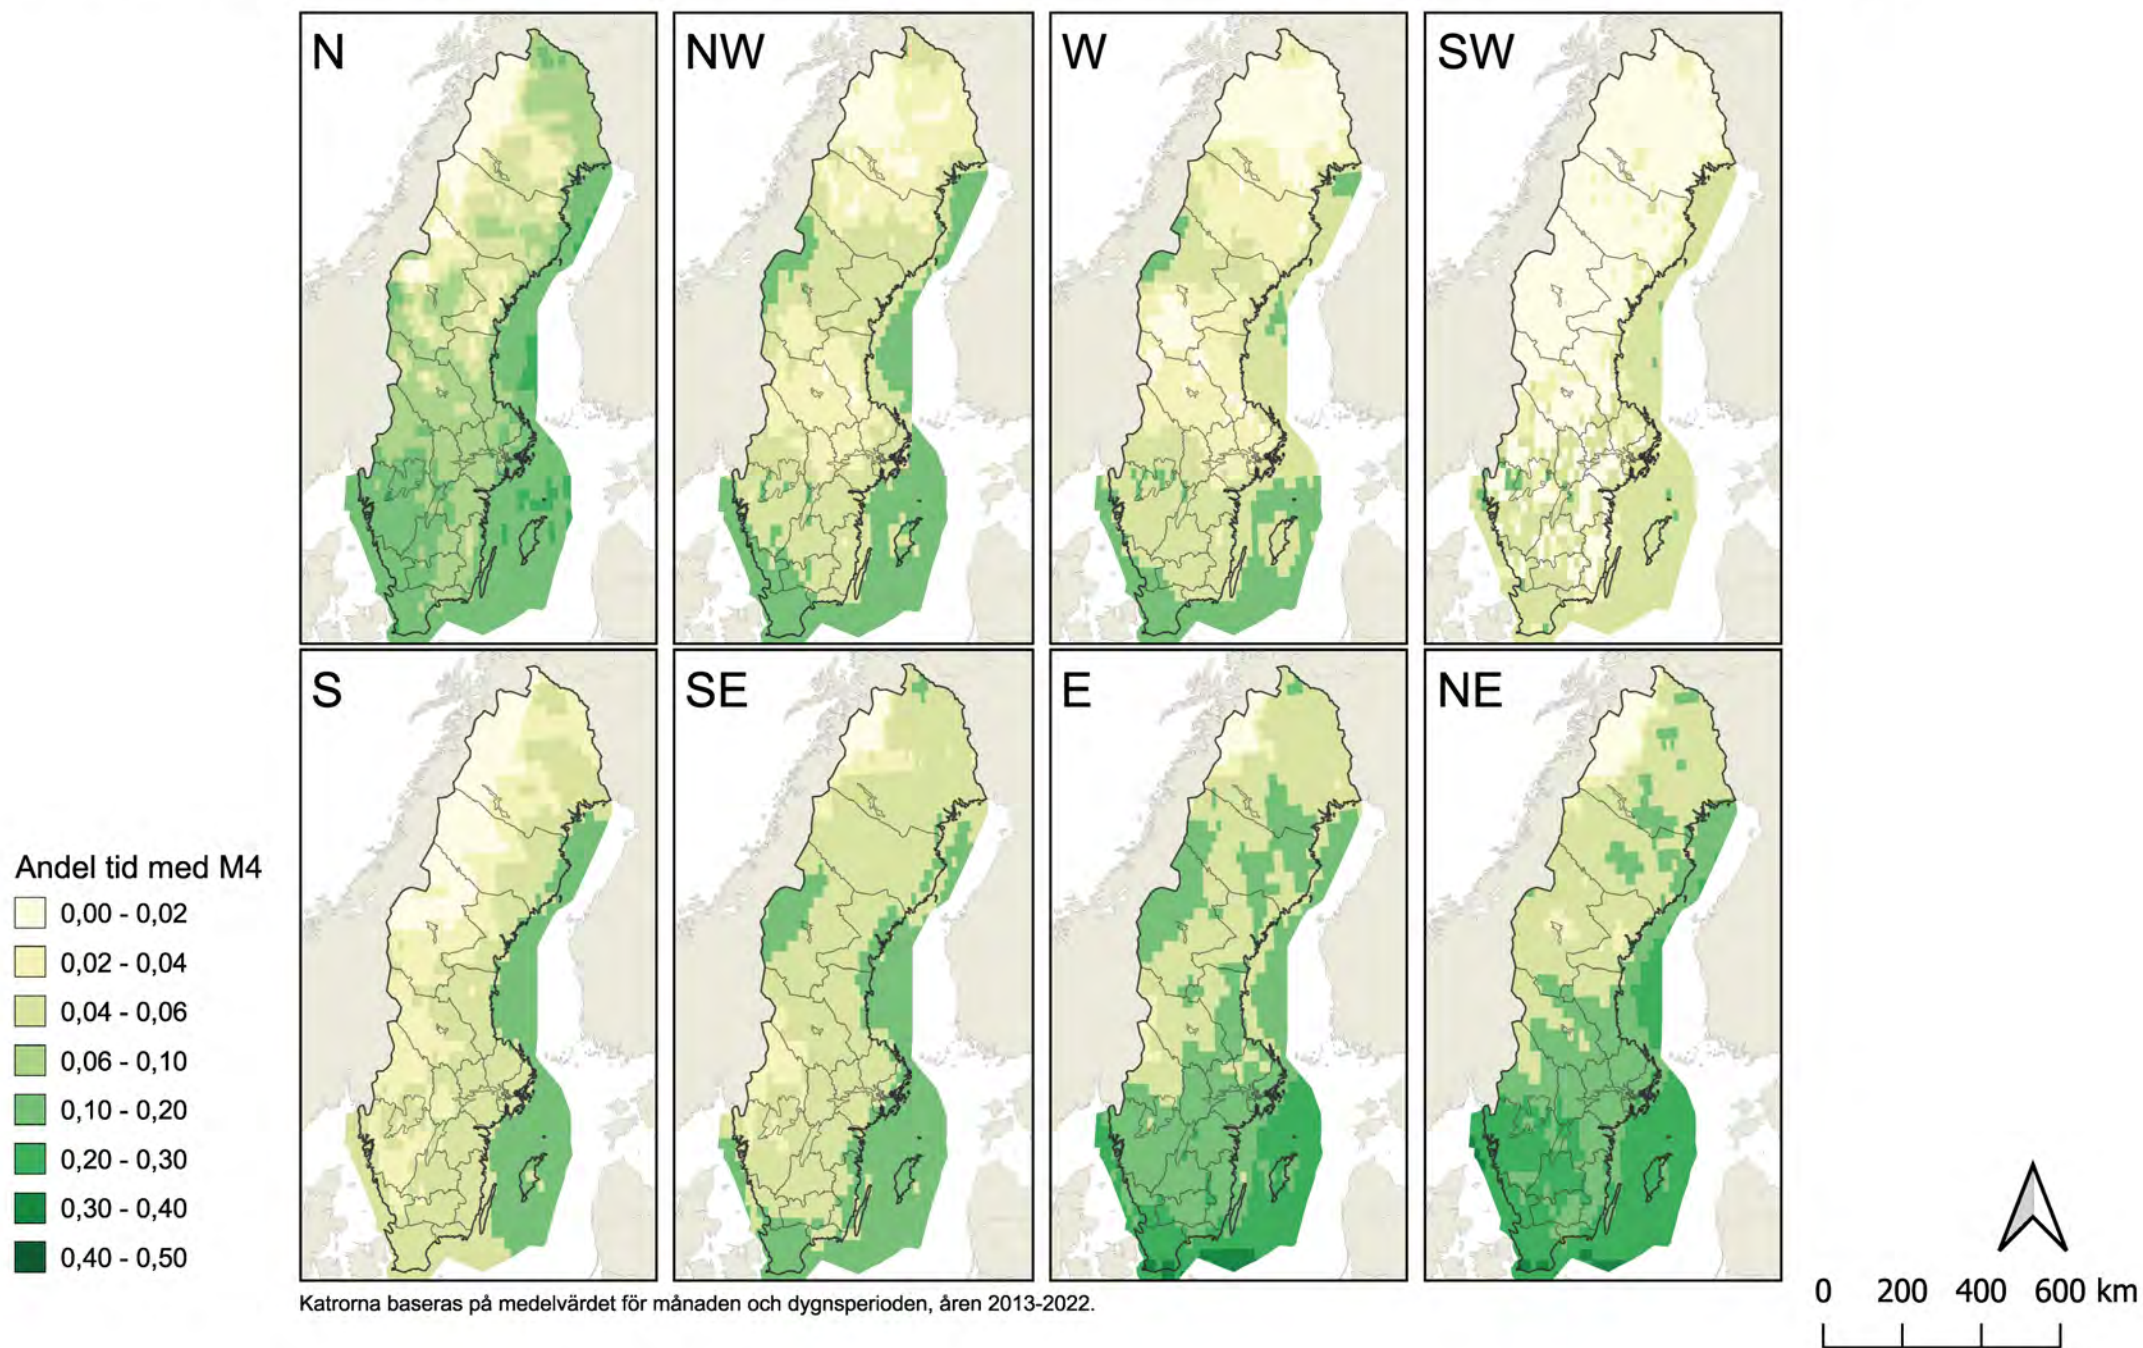 N
NW
W
SW
S
SE
E
NE
Andel tid med M4
0,00 - 0,02
0,02 - 0,04
0,04 - 0,06
0,06 - 0,10
0,10 - 0,20
0,20 - 0,30
0,30 - 0,40
0,40 - 0,50
Katrorna baseras på medelvärdet för månaden och dygnsperioden, åren 2013-2022.
0 200 400 600 km